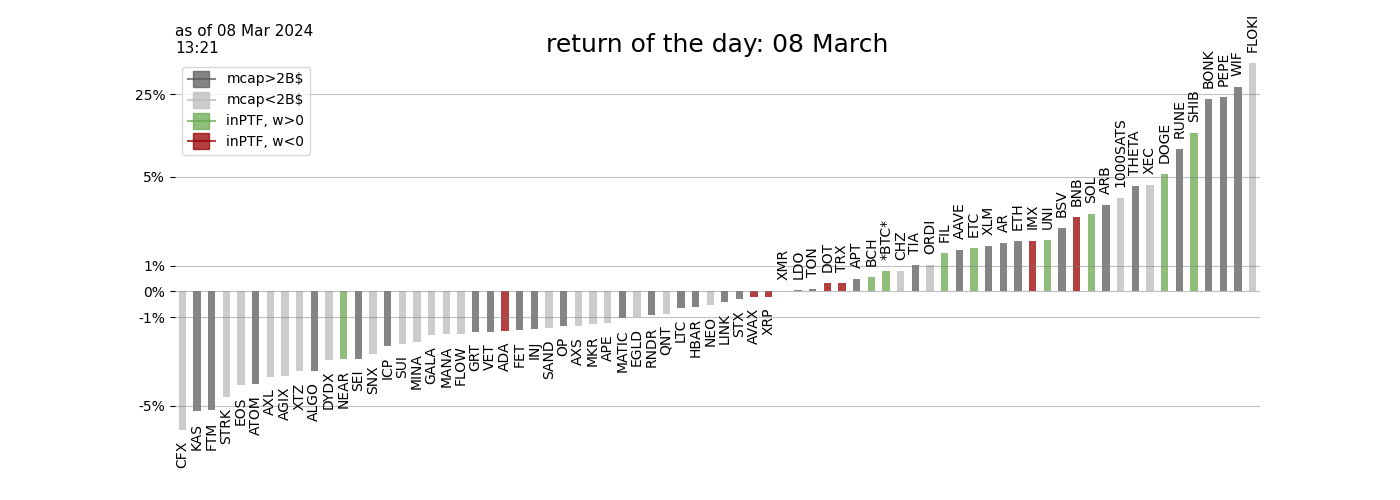 as of 08 Mar 2024
13:21
return of the day: 08 March
mcap>2B$
mcap<2B$
inPTF, w>0
inPTF, w<0
25%
5%
1%
0%
-1%
-5%
CFX
KAS
FTM
STRK
EOS
ATOM
AXL
AGIX
XTZ
ALGO
DYDX
NEAR
SEI
SNX
ICP
SUI
MINA
GALA
MANA
FLOW
GRT
VET
ADA
FET
INJ
SAND
OP
AXS
MKR
APE
MATIC
EGLD
RNDR
QNT
LTC
HBAR
NEO
LINK
STX
AVAX
XRP
XMR
LDO
TON
DOT
TRX
APT
BCH
*BTC*
CHZ
TIA
ORDI
FIL
AAVE
ETC
XLM
AR
ETH
IMX
UNI
BSV
BNB
SOL
ARB
1000SATS
THETA
XEC
DOGE
RUNE
SHIB
BONK
PEPE
WIF
FLOKI